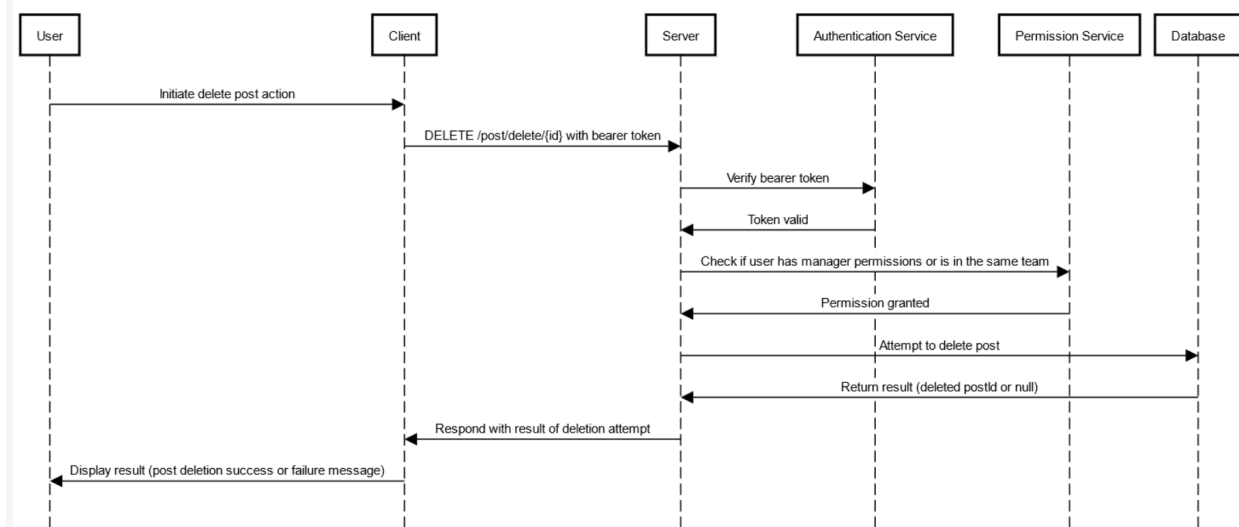 User
Client
Server
Authentication Service
Permission Service
Database
Initiate delete post action
DELETE /post/delete/{id} with bearer token
Verify bearer token
Token valid
Check if user has manager permissions or is in the same team
Permission granted
Attempt to delete post
Return result (deleted postId or null)
Respond with result of deletion attempt
Display result (post deletion success or failure message)